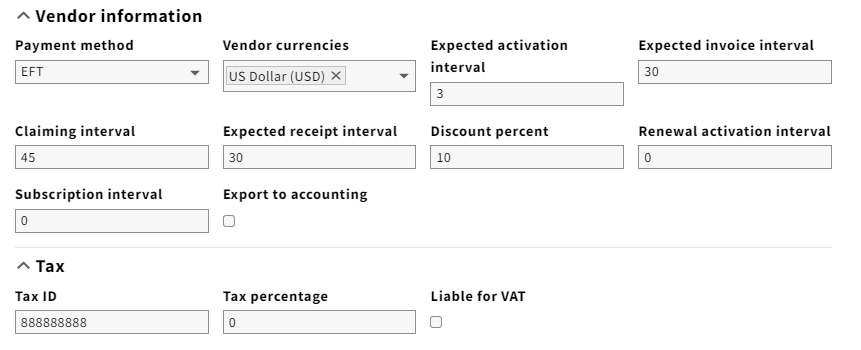 Vendor information
Payment method
EFT
Vendor currencies
US Dollar (USD)
Expected activation
interval
3
Expected invoice interval
30
Claiming interval
45
Expected receipt interval
30
Discount percent
10
Renewal activation interval
0
Subscription interval
0
Export to accounting
Tax
Tax ID
888888888
Tax percentage
0
Liable for VAT